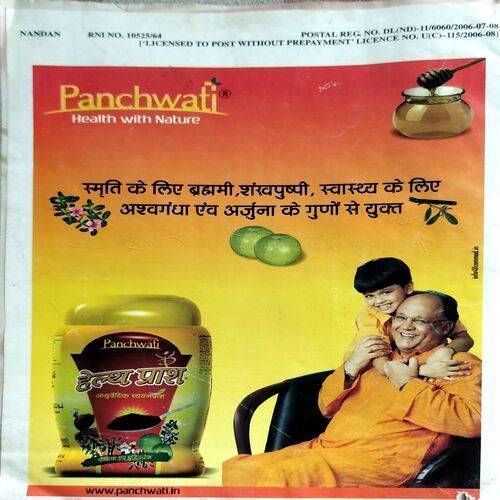 NANDAN RNI NO. 10525/64 POSTAL REG. NO. DL(ND)-11/6060/2006-07-08
['LICENSED TO POST WITHOUT PREPAYMENT' LICENCE NO. U(C)-115/2006-08]
Panchwati®
Health with Nature
स्मृति के लिए ब्रह्ममी,शंखपुष्पी, स्वास्थ्य के लिए
अश्वगंधा एंव अर्जुना के गुणों से युक्त
Panchwati
हेल्थ प्राश
आयुर्वेदिक च्यवनप्राश
www.panchwati.in